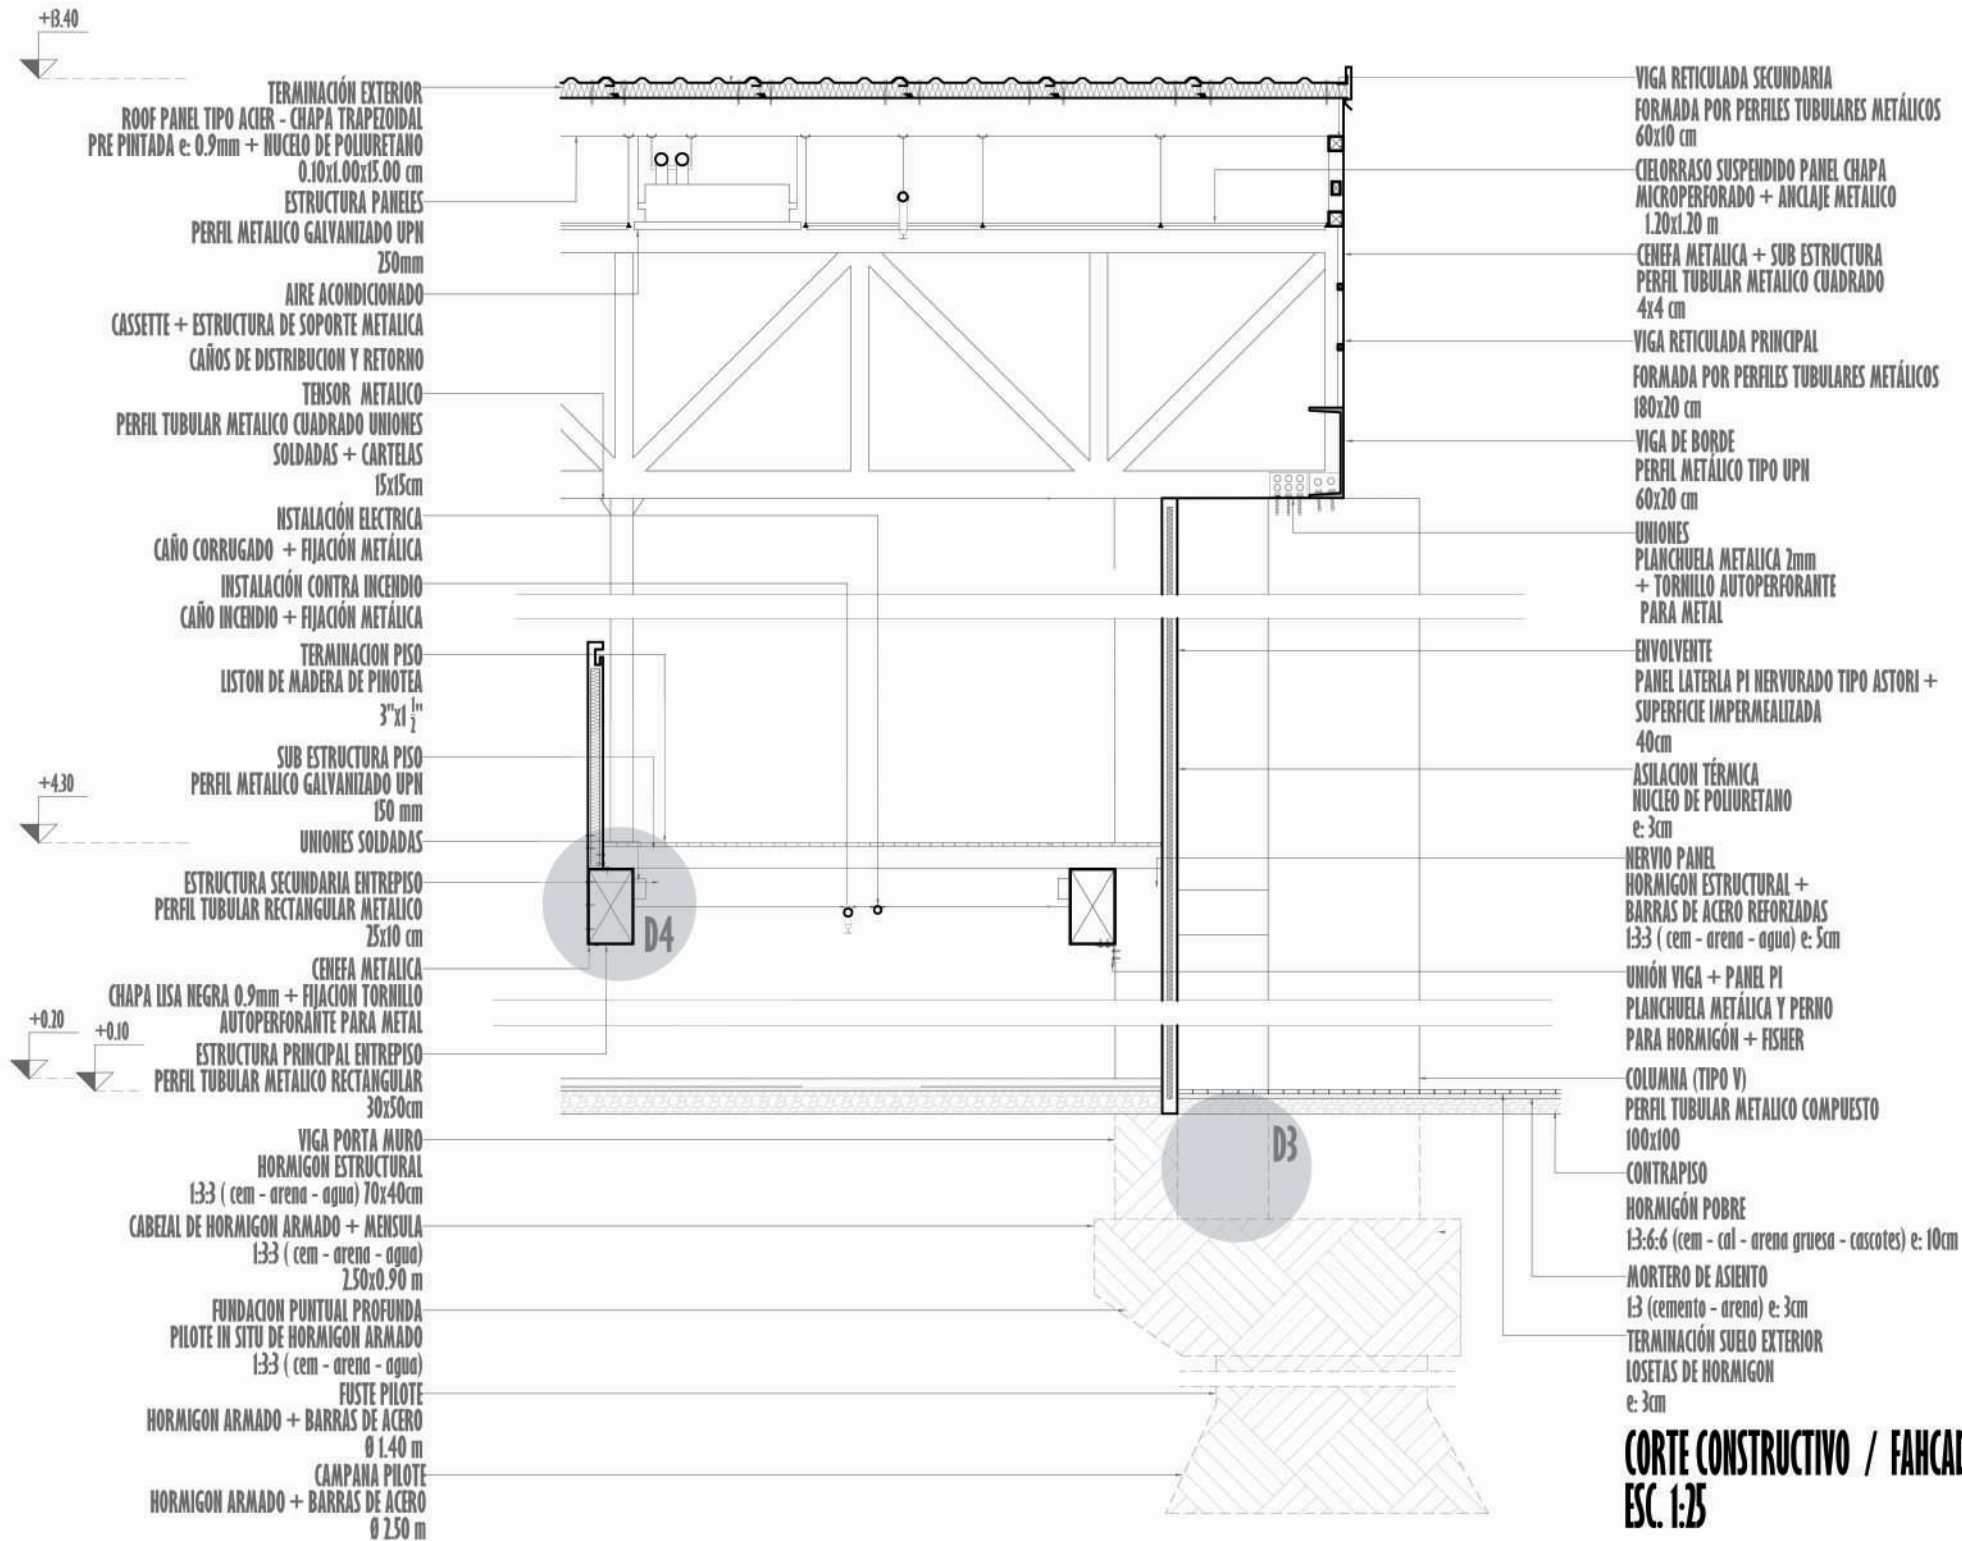 +13.40
TERMINACIÓN EXTERIOR
ROOF PANEL TIPO ACIER - CHAPA TRAPEZOIDAL
PRE PINTADA e: 0.9mm + NUCELO DE POLIURETANO
0.10x1.00x15.00 cm
ESTRUCTURA PANELES
PERFIL METALICO GALVANIZADO UPN
250mm
AIRE ACONDICIONADO
CASSETTE + ESTRUCTURA DE SOPORTE METALICA
CAÑOS DE DISTRIBUCION Y RETORNO
TENSOR METALICO
PERFIL TUBULAR METALICO CUADRADO UNIONES
SOLDADAS + CARTELAS
15x15cm
NSTALACIÓN ELECTRICA
CAÑO CORRUGADO + FIJACIÓN METÁLICA
INSTALACIÓN CONTRA INCENDIO
CAÑO INCENDIO + FIJACIÓN METÁLICA
TERMINACION PISO
LISTON DE MADERA DE PINOTEA
3"x1 1/2"
SUB ESTRUCTURA PISO
PERFIL METALICO GALVANIZADO UPN
150 mm
+4.30
UNIONES SOLDADAS
ESTRUCTURA SECUNDARIA ENTREPISO
PERFIL TUBULAR RECTANGULAR METALICO
25x10 cm
CENEFA METALICA
CHAPA LISA NEGRA 0.9mm + FIJACION TORNILLO
AUTOPERFORANTE PARA METAL
+0.20
+0.10
ESTRUCTURA PRINCIPAL ENTREPISO
PERFIL TUBULAR METALICO RECTANGULAR
30x50cm
VIGA PORTA MURO
HORMIGON ESTRUCTURAL
1:3:3 ( cem - arena - agua) 70x40cm
CABEZAL DE HORMIGON ARMADO + MENSULA
1:3:3 ( cem - arena - agua)
2.50x0.90 m
FUNDACION PUNTUAL PROFUNDA
PILOTE IN SITU DE HORMIGON ARMADO
1:3:3 ( cem - arena - agua)
FUSTE PILOTE
HORMIGON ARMADO + BARRAS DE ACERO
Ø 1.40 m
CAMPANA PILOTE
HORMIGON ARMADO + BARRAS DE ACERO
Ø 2.50 m
D4
D3
VIGA RETICULADA SECUNDARIA
FORMADA POR PERFILES TUBULARES METÁLICOS
60x10 cm
CIELORRASO SUSPENDIDO PANEL CHAPA
MICROPERFORADO + ANCLAJE METALICO
1.20x1.20 m
CENEFA METALICA + SUB ESTRUCTURA
PERFIL TUBULAR METALICO CUADRADO
4x4 cm
VIGA RETICULADA PRINCIPAL
FORMADA POR PERFILES TUBULARES METÁLICOS
180x20 cm
VIGA DE BORDE
PERFIL METÁLICO TIPO UPN
60x20 cm
UNIONES
PLANCHUELA METALICA 2mm
+ TORNILLO AUTOPERFORANTE
PARA METAL
ENVOLVENTE
PANEL LATERLA PI NERVURADO TIPO ASTORI +
SUPERFICIE IMPERMEALIZADA
40cm
ASILACION TÉRMICA
NUCLEO DE POLIURETANO
e: 3cm
NERVIO PANEL
HORMIGON ESTRUCTURAL +
BARRAS DE ACERO REFORZADAS
1:3:3 ( cem - arena - agua) e: 5cm
UNIÓN VIGA + PANEL PI
PLANCHUELA METÁLICA Y PERNO
PARA HORMIGÓN + FISHER
COLUMNA (TIPO V)
PERFIL TUBULAR METALICO COMPUESTO
100x100
CONTRAPISO
HORMIGÓN POBRE
1:3:6:6 (cem - cal - arena gruesa - cascotes) e: 10cm
MORTERO DE ASIENTO
1:3 (cemento - arena) e: 3cm
TERMINACIÓN SUELO EXTERIOR
LOSETAS DE HORMIGON
e: 3cm
CORTE CONSTRUCTIVO / FAHCAD
ESC. 1:25